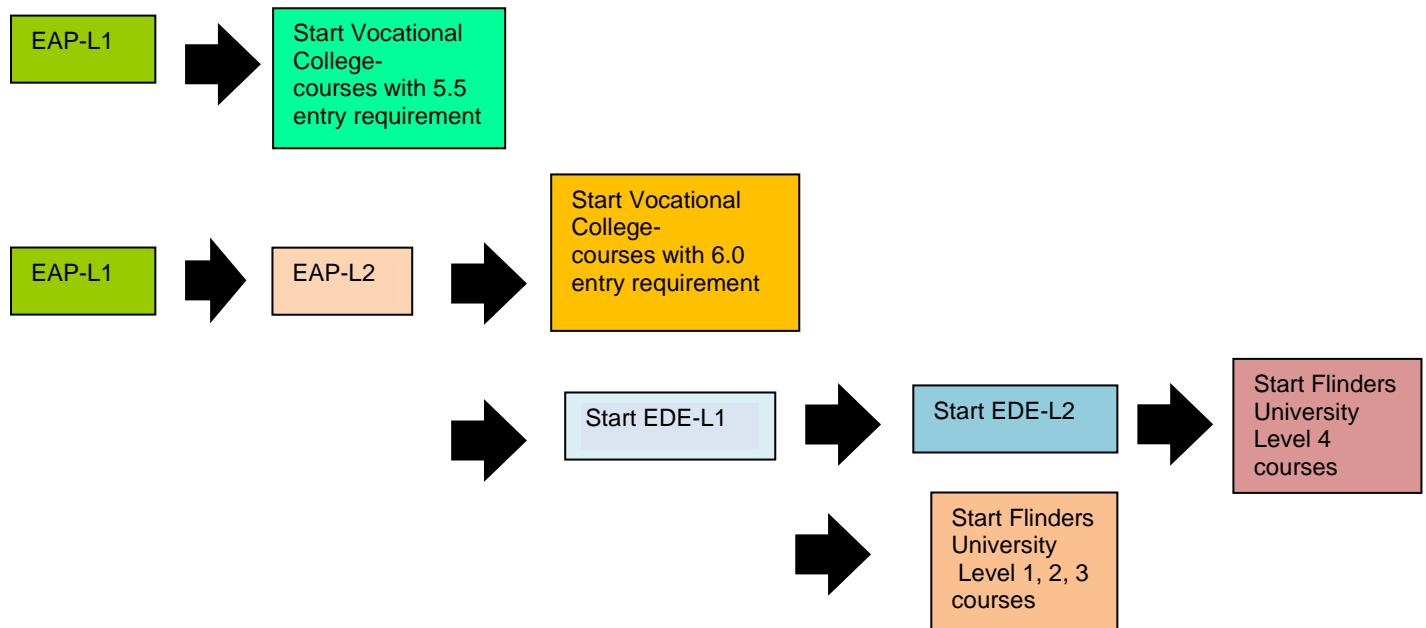 EAP-L1
Start Vocational
College-
courses with 5.5
entry requirement
EAP-L1
EAP-L2
Start Vocational
College-
courses with 6.0
entry requirement
Start EDE-L1
Start EDE-L2
Start Flinders
University
Level 4
courses
Start Flinders
University
Level 1, 2, 3
courses